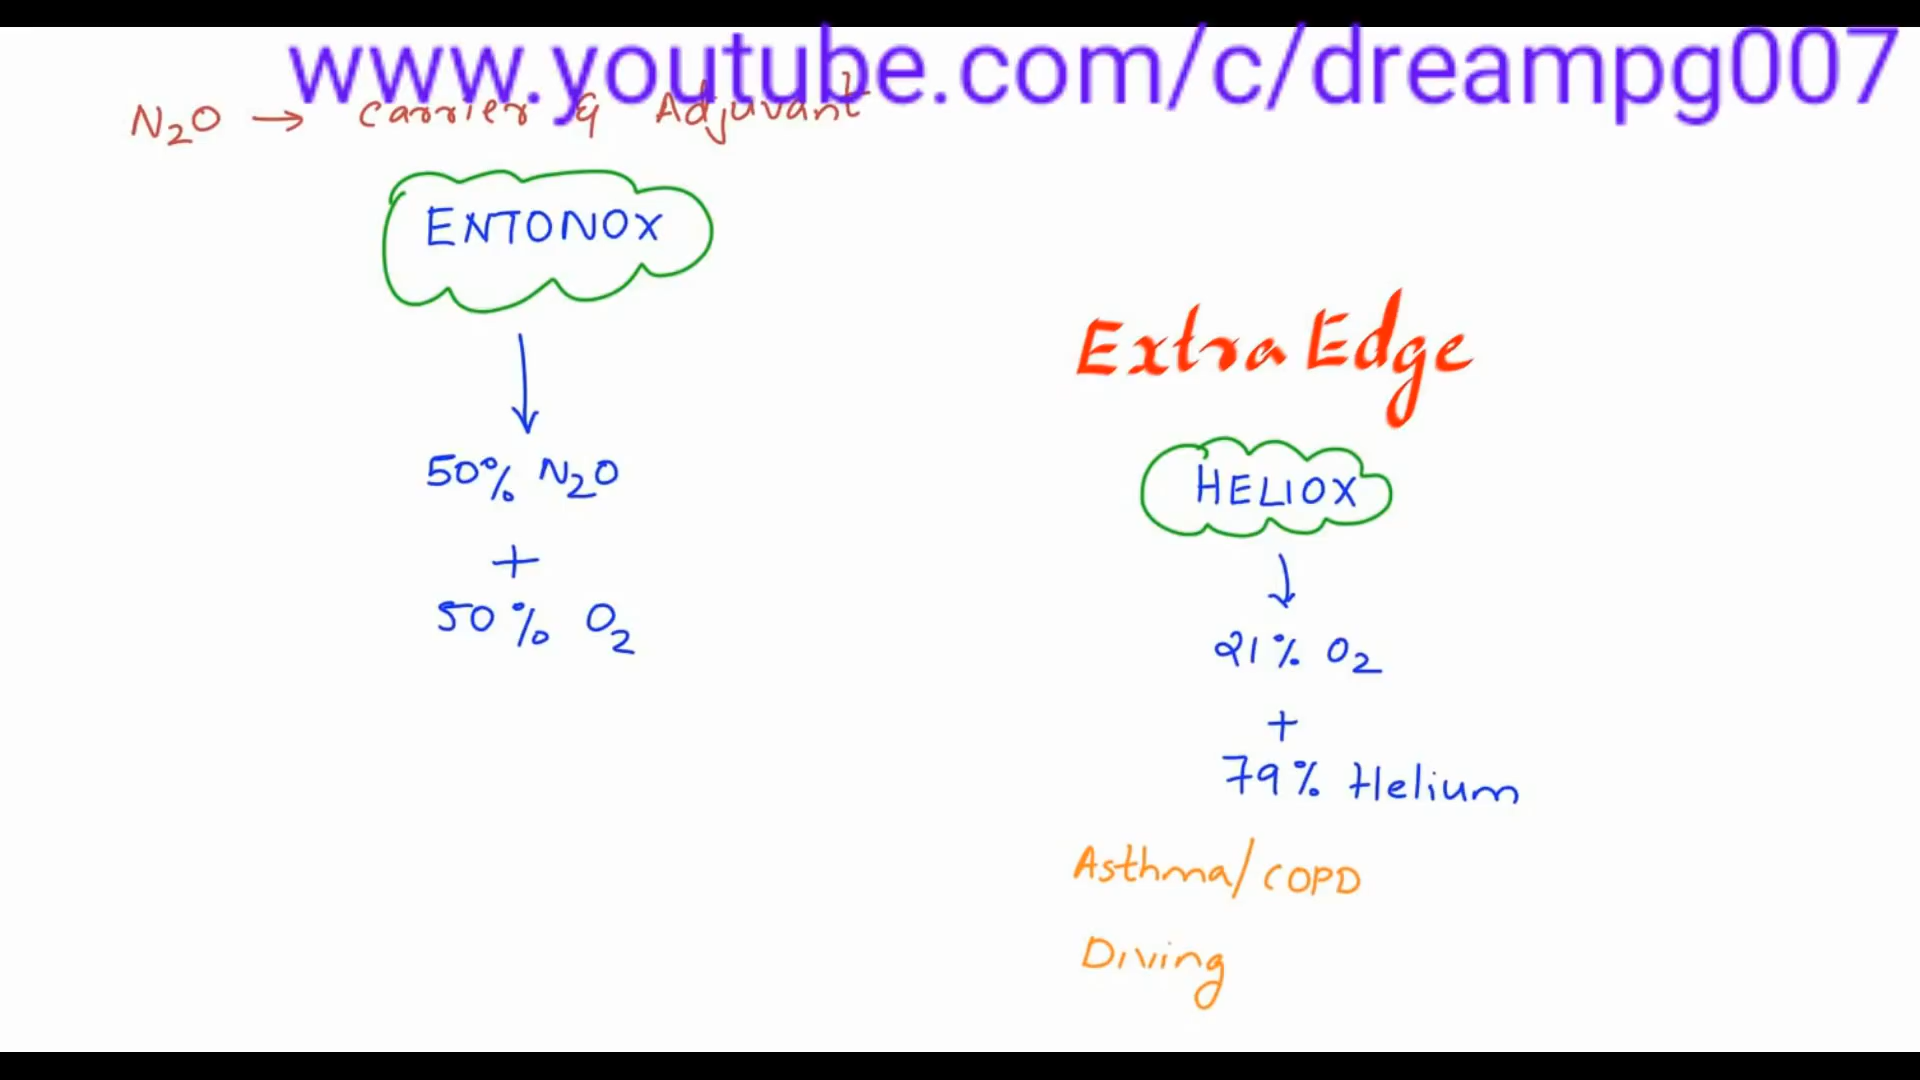 www.youtube.com/c/dreampg007
N2O → carrier & Adjuvant
ENTONOX
50% N2O
+
50% O2
Extra Edge
HELIOX
21% O2
+
79% Helium
Asthma/COPD
Diving